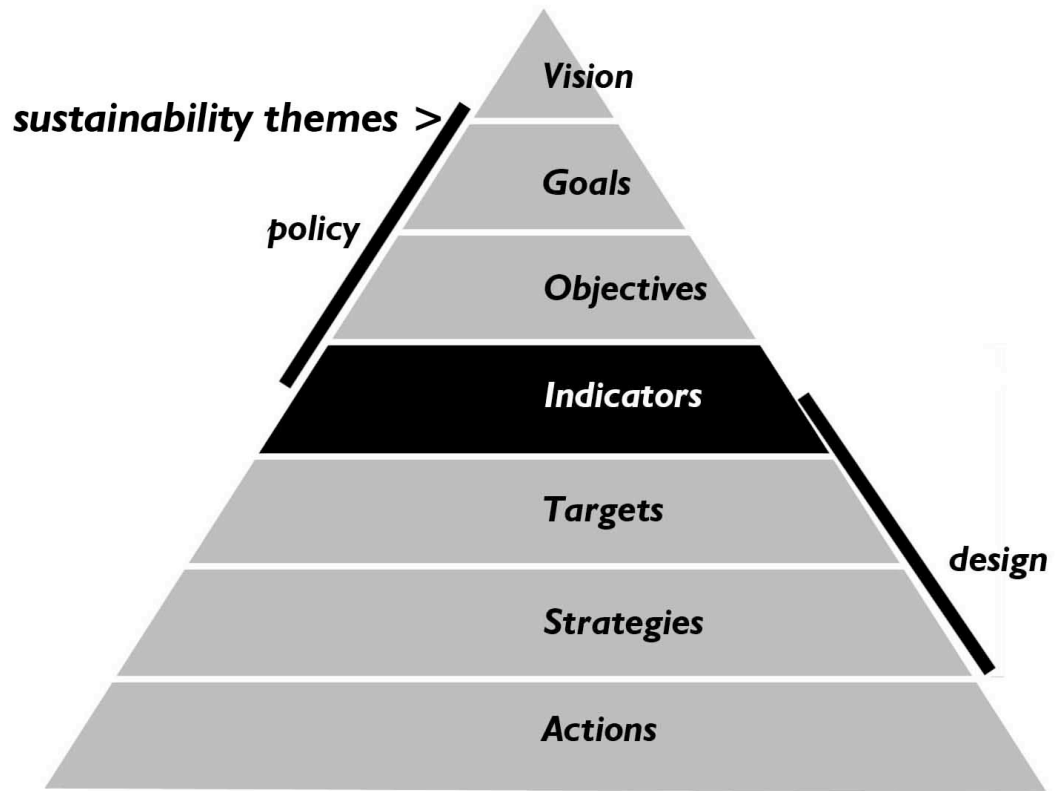 Vision
sustainability themes >
Goals
policy
Objectives
Indicators
Targets
design
Strategies
Actions